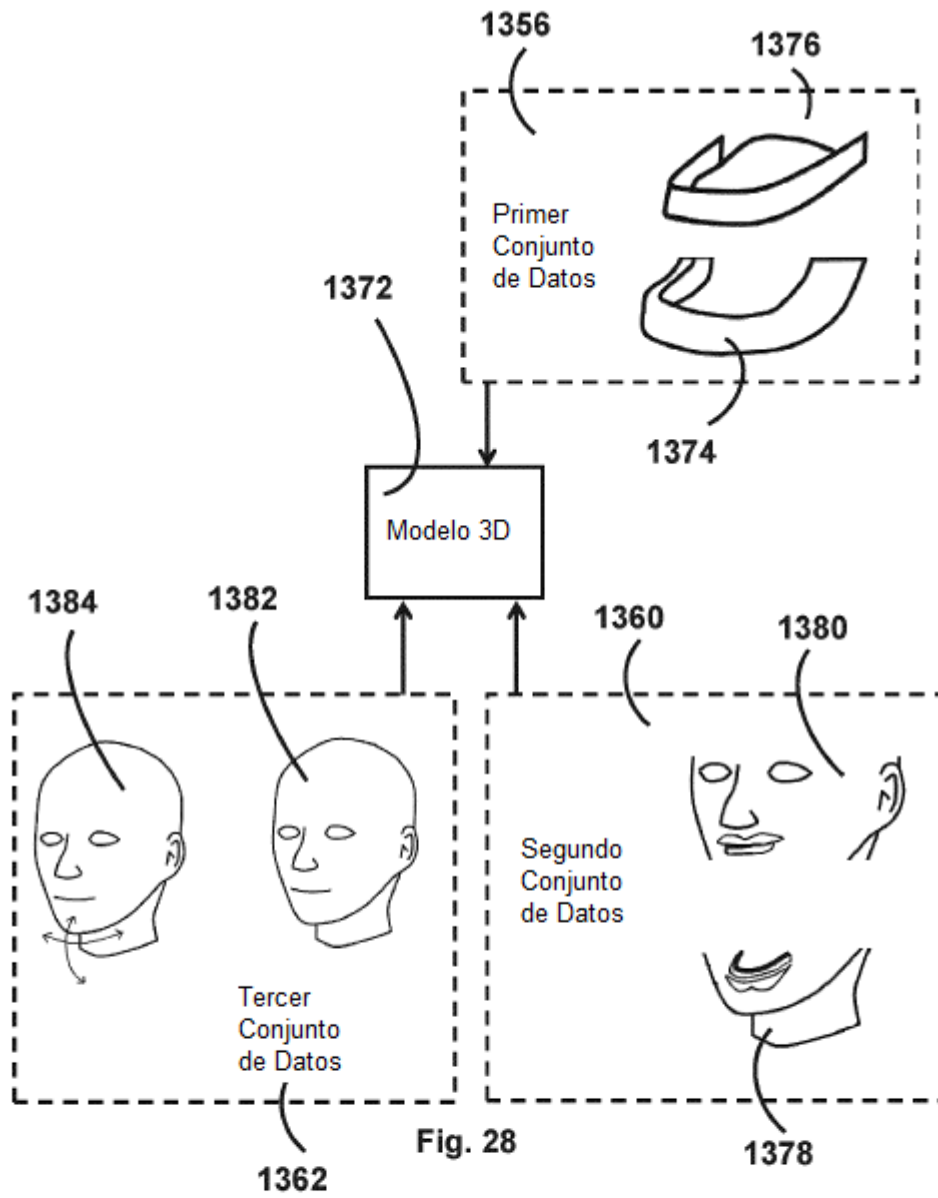 1356
1376
Primer
Conjunto
de Datos
1372
1374
Modelo 3D
1384
1382
1360
1380
Segundo
Conjunto
de Datos
Tercer
Conjunto
de Datos
Fig. 28
1378
1362